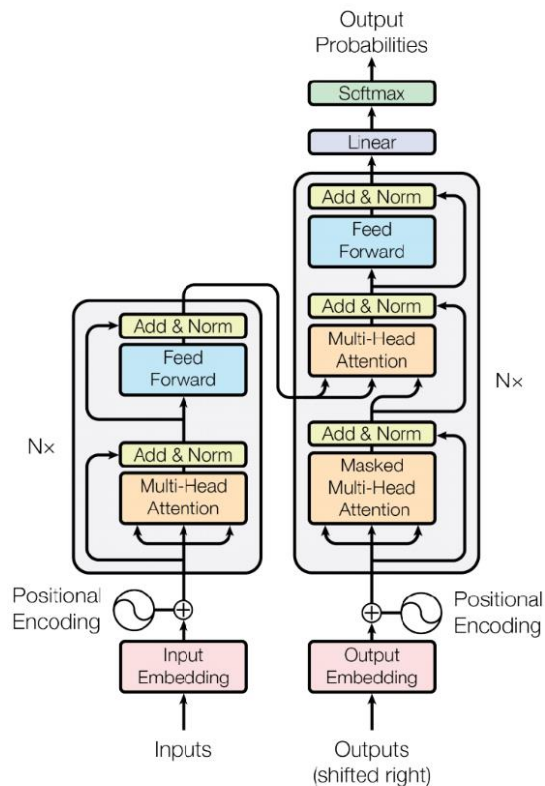 Output
Probabilities
Softmax
Linear
Add & Norm
Feed
Forward
Add & Norm
Multi-Head
Attention
Add & Norm
Masked
Multi-Head
Attention
N×
Add & Norm
Feed
Forward
Add & Norm
Multi-Head
Attention
N×
Positional
Encoding
Positional
Encoding
Input
Embedding
Output
Embedding
Inputs
Outputs
(shifted right)